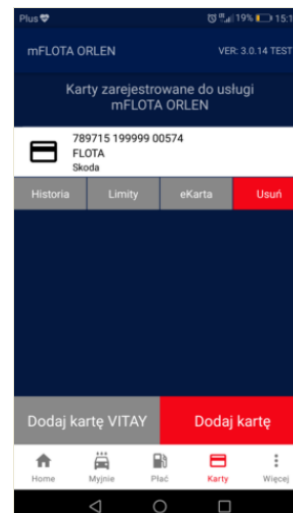 Plus 19% 15:1
mFLOTA ORLEN VER: 3.0.14 TEST
Karty zarejestrowane do usługi
mFLOTA ORLEN
789715 199999 00574
FLOTA
Skoda
Historia Limity eKarta Usuń
Dodaj kartę VITAY Dodaj kartę
Home Myjnie Płać Karty Więcej